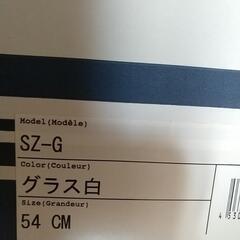 Model(Modèle)
SZ-G
Color(Couleur)
グラス白
Size(Grandeur)
54 CM